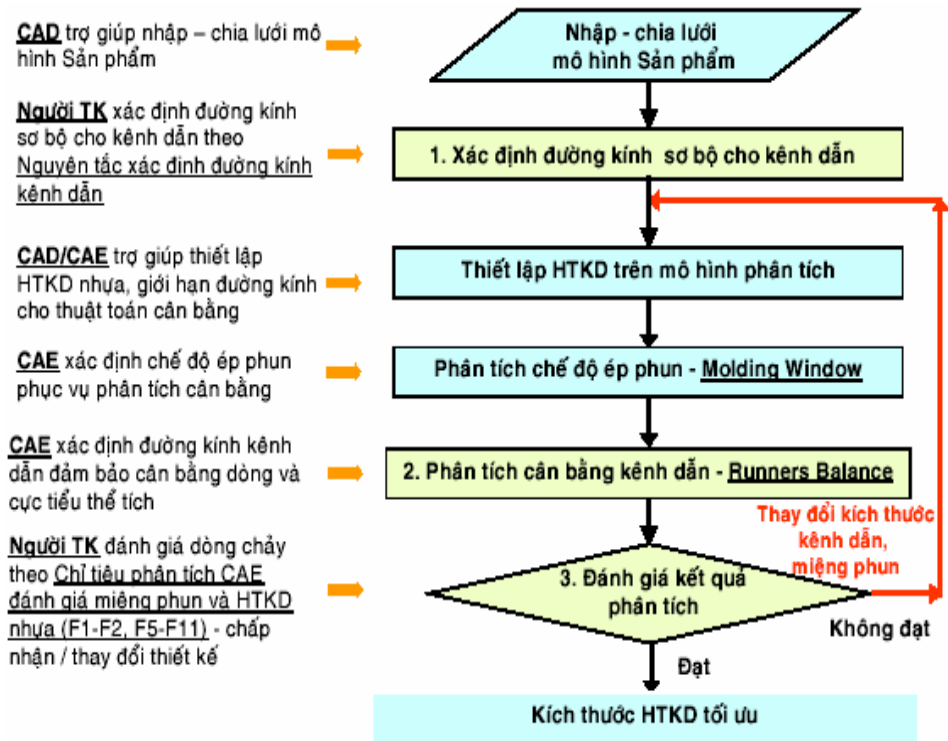 CAD trợ giúp nhập – chia lưới mô
hình Sản phẩm
Nhập - chia lưới
mô hình Sản phẩm
Người TK xác định đường kính
sơ bộ cho kênh dẫn theo
Nguyên tắc xác đinh đường kính
kênh dẫn
1. Xác định đường kính sơ bộ cho kênh dẫn
CAD/CAE trợ giúp thiết lập
HTKD nhựa, giới hạn đường kính
cho thuật toán cân bằng
Thiết lập HTKD trên mô hình phân tích
CAE xác định chế độ ép phun
phục vụ phân tích cân bằng
Phân tích chế độ ép phun - Molding Window
CAE xác định đường kính kênh
dẫn đảm bảo cân bằng dòng và
cực tiểu thể tích
2. Phân tích cân bằng kênh dẫn - Runners Balance
Thay đổi kích thước
kênh dẫn,
miệng phun
Người TK đánh giá dòng chảy
theo Chỉ tiêu phân tích CAE
đánh giá miêng phun và HTKD
nhựa (F1-F2, F5-F11) - chấp
nhận / thay đổi thiết kế
3. Đánh giá kết quả
phân tích
Không đạt
Đạt
Kích thước HTKD tối ưu